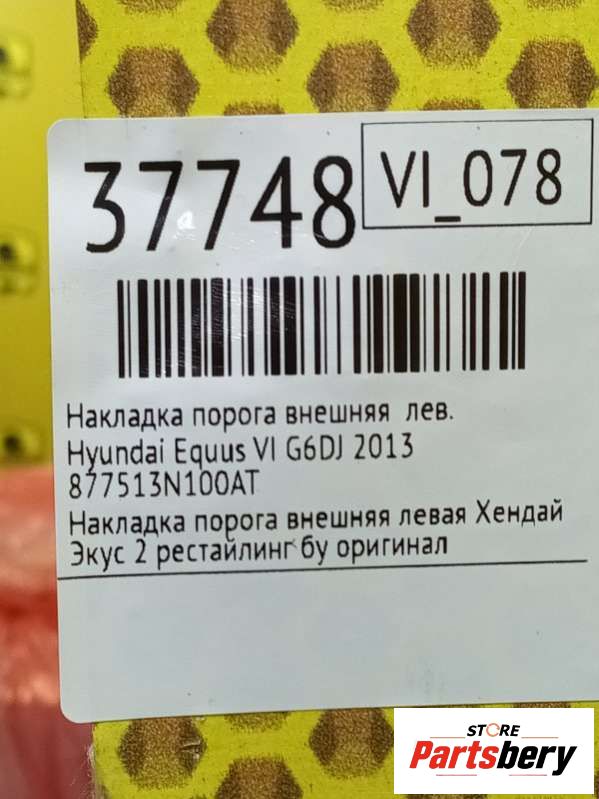 37748
VI_078
Накладка порога внешняя лев.
Hyundai Equus VI G6DJ 2013
877513N100AT
Накладка порога внешняя левая Хендай
Экус 2 рестайлинг бу оригинал
STORE
Partsbery